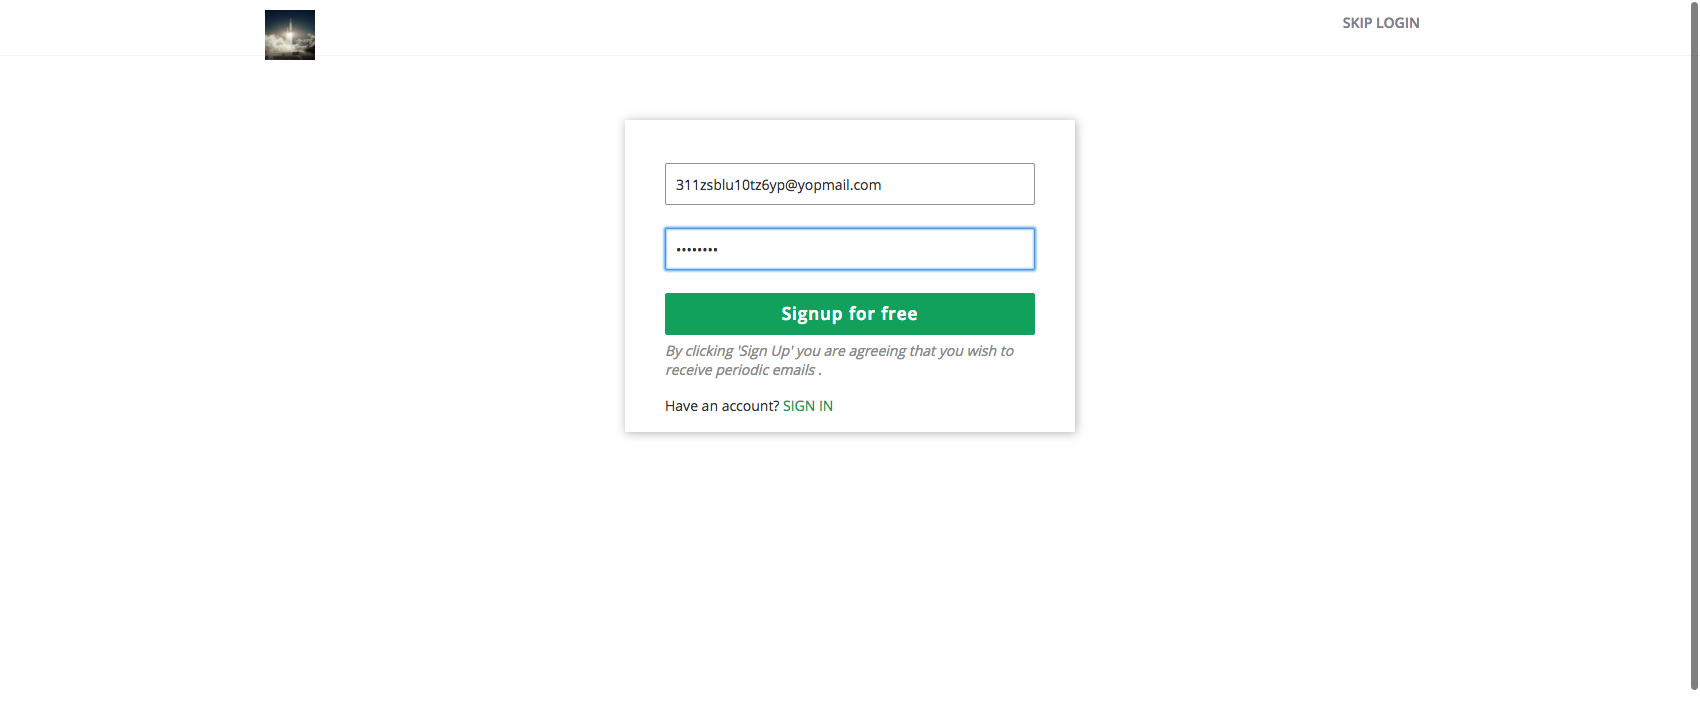 SKIP LOGIN
311zsblu10tz6yp@yopmail.com
••••••••
Signup for free
By clicking 'Sign Up' you are agreeing that you wish to
receive periodic emails .
Have an account? SIGN IN